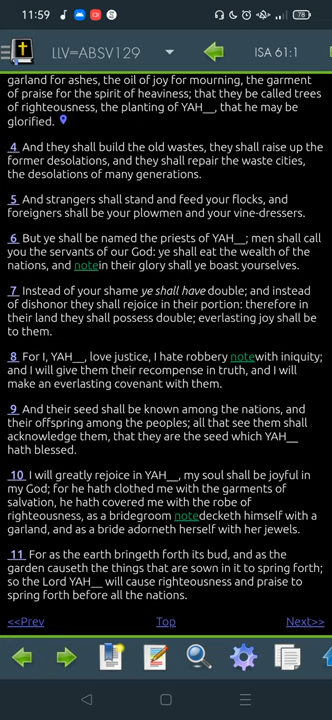 11:59
78
LLV=ABSV129
ISA 61:1
garland for ashes, the oil of joy for mourning, the garment
of praise for the spirit of heaviness; that they be called trees
of righteousness, the planting of YAH__, that he may be
glorified.
4 And they shall build the old wastes, they shall raise up the
former desolations, and they shall repair the waste cities,
the desolations of many generations.
5 And strangers shall stand and feed your flocks, and
foreigners shall be your plowmen and your vine-dressers.
6 But ye shall be named the priests of YAH__; men shall call
you the servants of our God: ye shall eat the wealth of the
nations, and notein their glory shall ye boast yourselves.
7 Instead of your shame ye shall have double; and instead
of dishonor they shall rejoice in their portion: therefore in
their land they shall possess double; everlasting joy shall be
to them.
8 For I, YAH__, love justice, I hate robbery notewith iniquity;
and I will give them their recompense in truth, and I will
make an everlasting covenant with them.
9 And their seed shall be known among the nations, and
their offspring among the peoples; all that see them shall
acknowledge them, that they are the seed which YAH__
hath blessed.
10 I will greatly rejoice in YAH__, my soul shall be joyful in
my God; for he hath clothed me with the garments of
salvation, he hath covered me with the robe of
righteousness, as a bridegroom notedecketh himself with a
garland, and as a bride adorneth herself with her jewels.
11 For as the earth bringeth forth its bud, and as the
garden causeth the things that are sown in it to spring forth;
so the Lord YAH__ will cause righteousness and praise to
spring forth before all the nations.
<<Prev Top Next>>